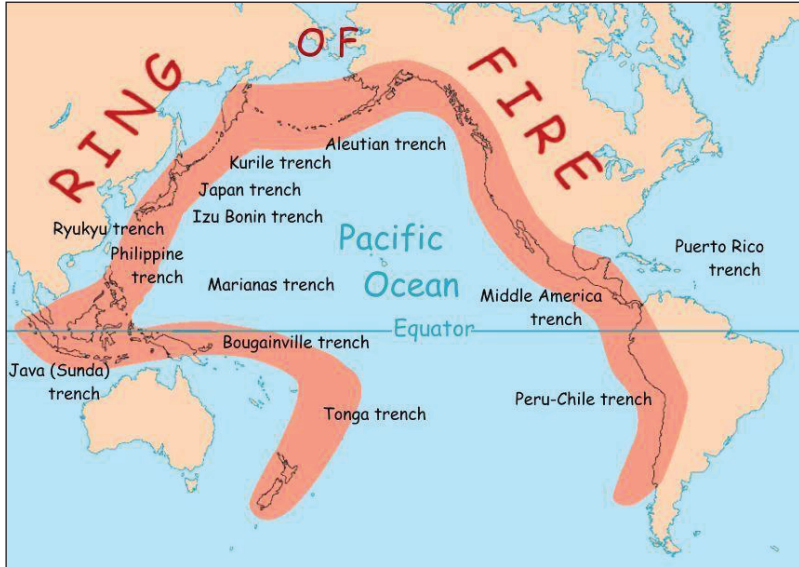 RING OF FIRE
Aleutian trench
Kurile trench
Japan trench
Izu Bonin trench
Ryukyu trench
Philippine
trench
Marianas trench
Pacific
Ocean
Puerto Rico
trench
Middle America
trench
Equator
Bougainville trench
Java (Sunda)
trench
Tonga trench
Peru-Chile trench